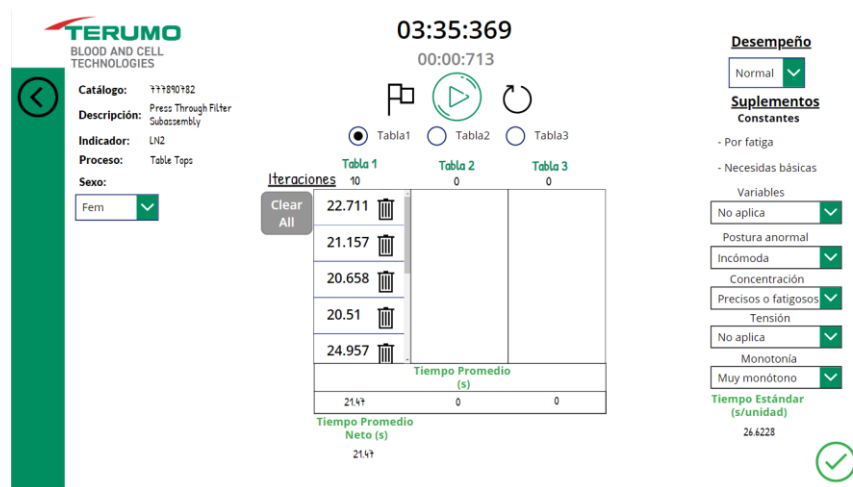 TERUMO
BLOOD AND CELL
TECHNOLOGIES
03:35:369
00:00:713
Catálogo: 777890782
Descripción: Press Through Filter
Subassembly
Indicador: LN2
Proceso: Table Tops
Sexo:
Fem
Tabla1 Tabla2 Tabla3
Tabla 1 Tabla 2 Tabla 3
Iteraciones 10 0 0
Clear
All
22.711
21.157
20.658
20.51
24.957
Tiempo Promedio
(s)
21.47 0 0
Tiempo Promedio
Neto (s)
21.47
Desempeño
Normal
Suplementos
Constantes
- Por fatiga
- Necesidas básicas
Variables
No aplica
Postura anormal
Incómoda
Concentración
Precisos o fatigosos
Tensión
No aplica
Monotonía
Muy monótono
Tiempo Estándar
(s/unidad)
26.6228